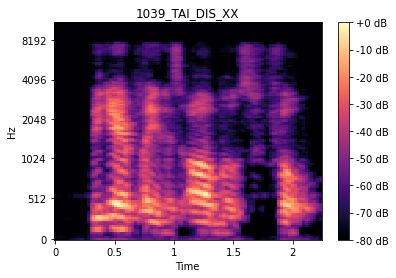 1039_TAI_DIS_XX
+0 dB
8192
-10 dB
4096
-20 dB
-30 dB
2048
Hz
-40 dB
1024
-50 dB
512
-60 dB
-70 dB
0
-80 dB
0
0.5
1
1.5
2
Time